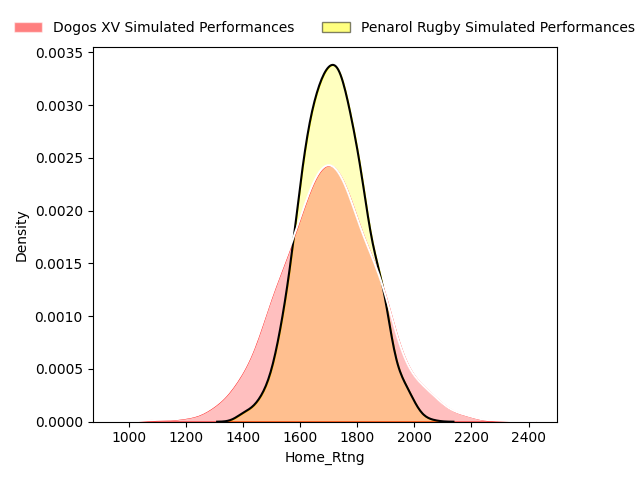 Dogos XV Simulated Performances Penarol Rugby Simulated Performances
0.0035
0.0030
0.0025
0.0020
0.0015
0.0010
0.0005
0.0000
Density
1000 1200 1400 1600 1800 2000 2200 2400
Home_Rtng